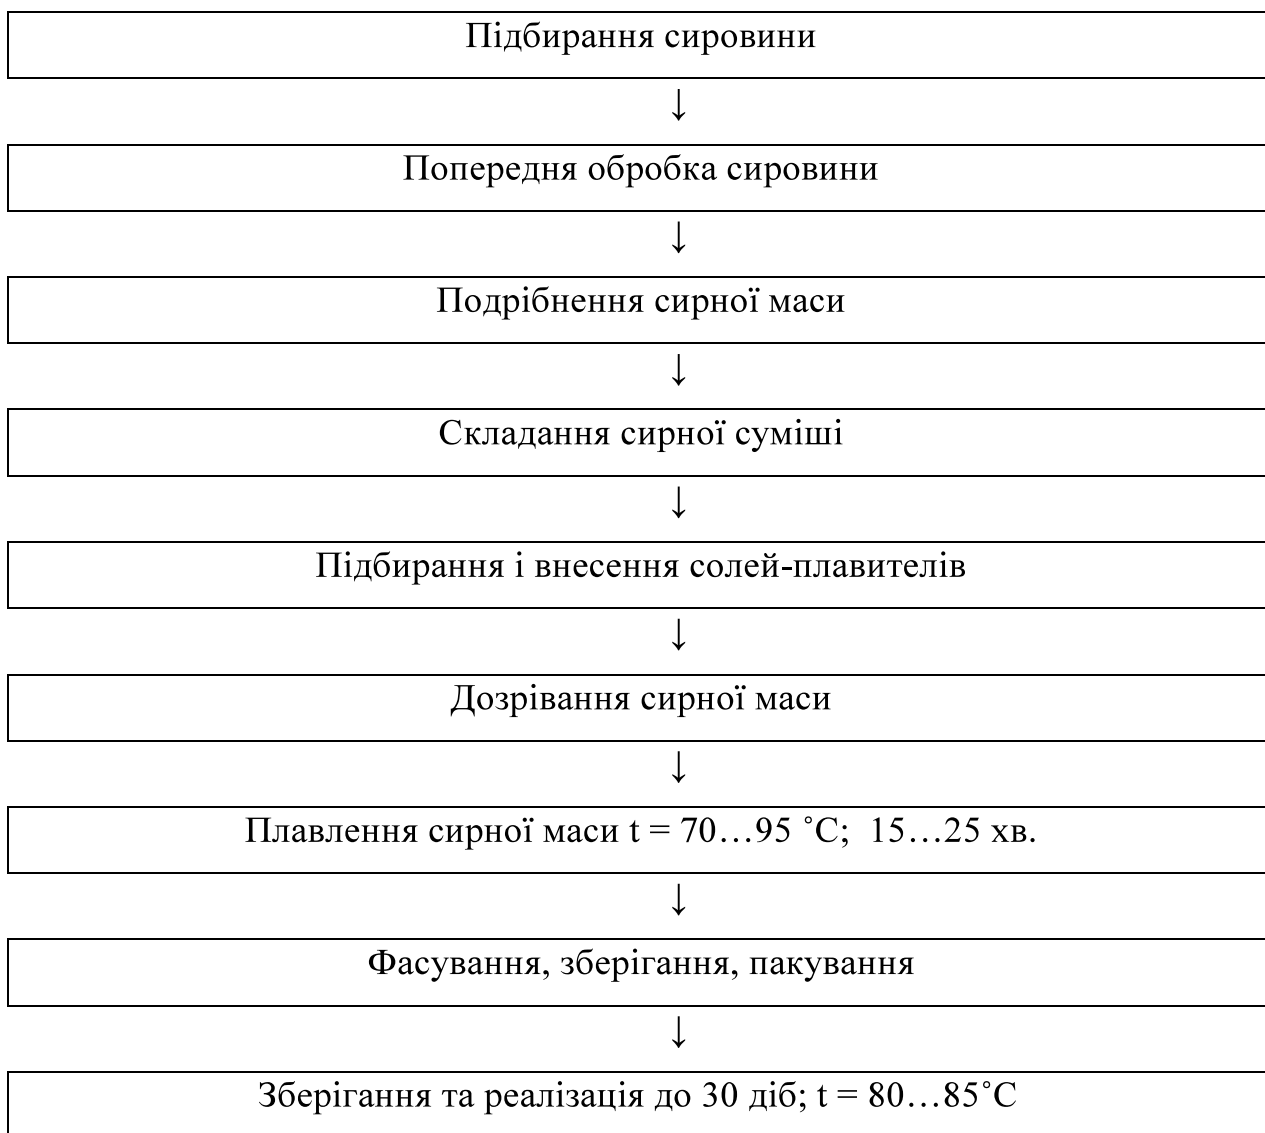 Підбирання сировини
↓
Попередня обробка сировини
↓
Подрібнення сирної маси
↓
Складання сирної суміші
↓
Підбирання і внесення солей-плавителів
↓
Дозрівання сирної маси
↓
Плавлення сирної маси t = 70…95 ˚С;  15…25 хв.
↓
Фасування, зберігання, пакування
↓
Зберігання та реалізація до 30 діб; t = 80…85˚С